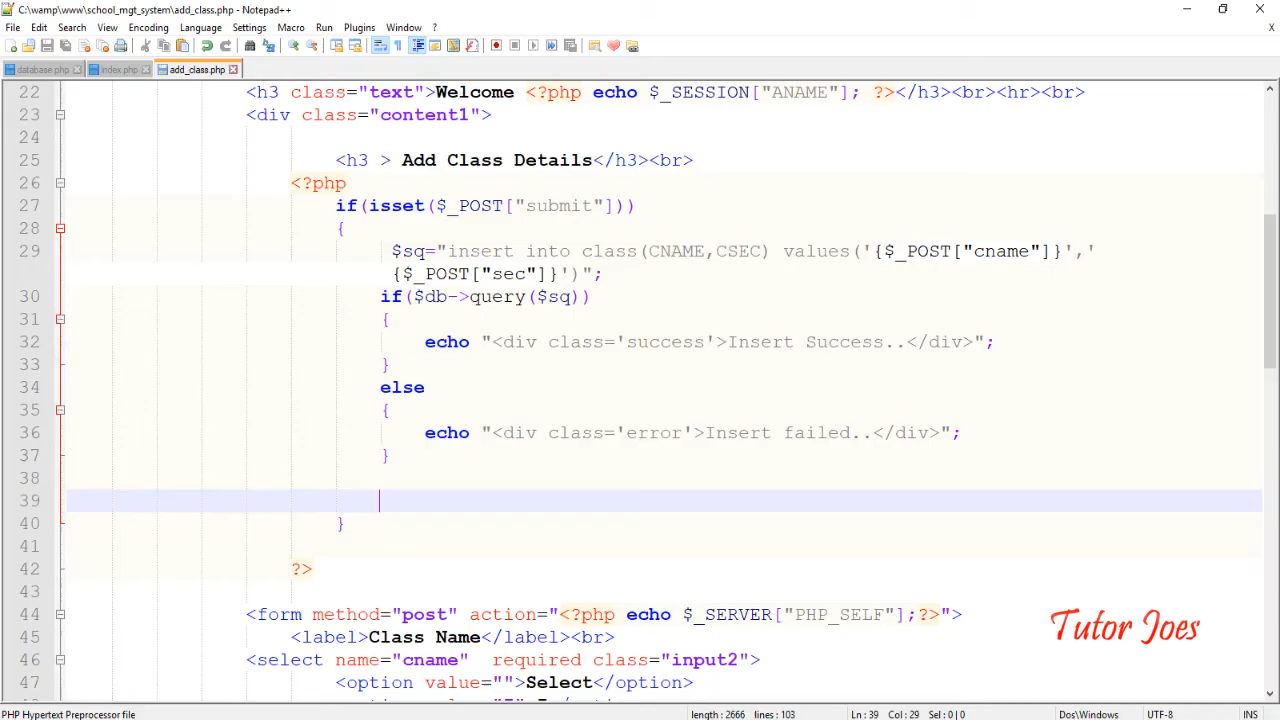 C:\wamp\www\school_mgt_system\add_class.php - Notepad++
File Edit Search View Encoding Language Settings Macro Run Plugins Window ?
X
database.php index.php add_class.php
22 <h3 class="text">Welcome <?php echo $_SESSION["ANAME"]; ?></h3><br><hr><br>
23 <div class="content1">
24
25 <h3 > Add Class Details</h3><br>
26 <?php
27 if(isset($_POST["submit"]))
28 {
29 $sq="insert into class(CNAME,CSEC) values('{$_POST["cname"]}','
{$_POST["sec"]}')";
30 if($db->query($sq))
31 {
32 echo "<div class='success'>Insert Success..</div>";
33 }
34 else
35 {
36 echo "<div class='error'>Insert failed..</div>";
37 }
38
39
40 }
41
42 ?>
43
44 <form method="post" action="<?php echo $_SERVER["PHP_SELF"];?>">
45 <label>Class Name</label><br>
46 <select name="cname" required class="input2">
47 <option value="">Select</option>
Tutor Joes
PHP Hypertext Preprocessor file length : 2666 lines : 103 Ln : 39 Col : 29 Sel : 0 | 0 Dos\Windows UTF-8 INS